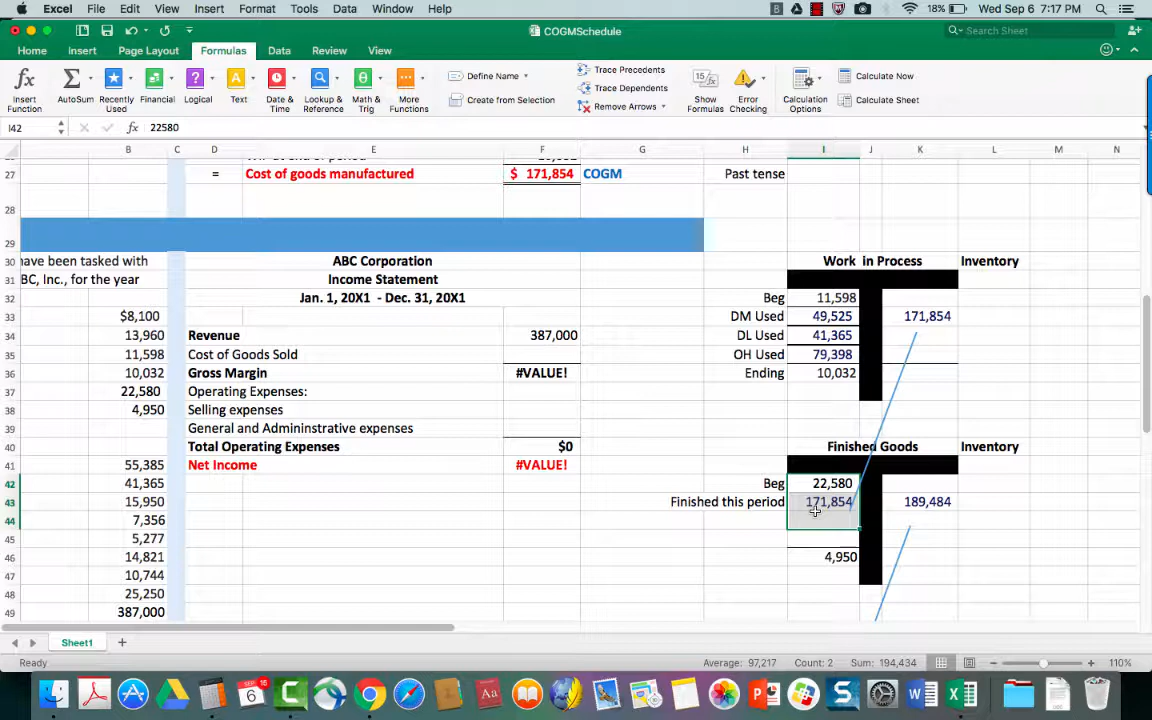 Excel File Edit View Insert Format Tools Data Window Help 18% Wed Sep 6 7:17 PM
COGMSchedule Search Sheet
Home Insert Page Layout Formulas Data Review View
Insert Function AutoSum Recently Used Financial Logical Text Date & Time Lookup & Reference Math & Trig More Functions Define Name Create from Selection Trace Precedents Trace Dependents Remove Arrows Show Formulas Error Checking Calculation Options Calculate Now Calculate Sheet
I42 fx 22580
B C D E F G H I J K L M N
27 = Cost of goods manufactured $ 171,854 COGM Past tense
28
29
30 have been tasked with ABC Corporation Work in Process Inventory
31 BC, Inc., for the year Income Statement
32 Jan. 1, 20X1 - Dec. 31, 20X1 Beg 11,598
33 $8,100 DM Used 49,525 171,854
34 13,960 Revenue 387,000 DL Used 41,365
35 11,598 Cost of Goods Sold OH Used 79,398
36 10,032 Gross Margin #VALUE! Ending 10,032
37 22,580 Operating Expenses:
38 4,950 Selling expenses
39 General and Admininstrative expenses
40 Total Operating Expenses $0 Finished Goods Inventory
41 55,385 Net Income #VALUE!
42 41,365 Beg 22,580
43 15,950 Finished this period 171,854 189,484
44 7,356
45 5,277
46 14,821 4,950
47 10,744
48 25,250
49 387,000
Sheet1
Ready Average: 97,217 Count: 2 Sum: 194,434 110%